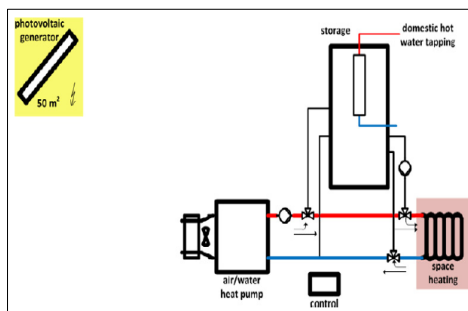 photovoltaic
generator
50 m²
storage
domestic hot
water tapping
air/water
heat pump
control
space
heating